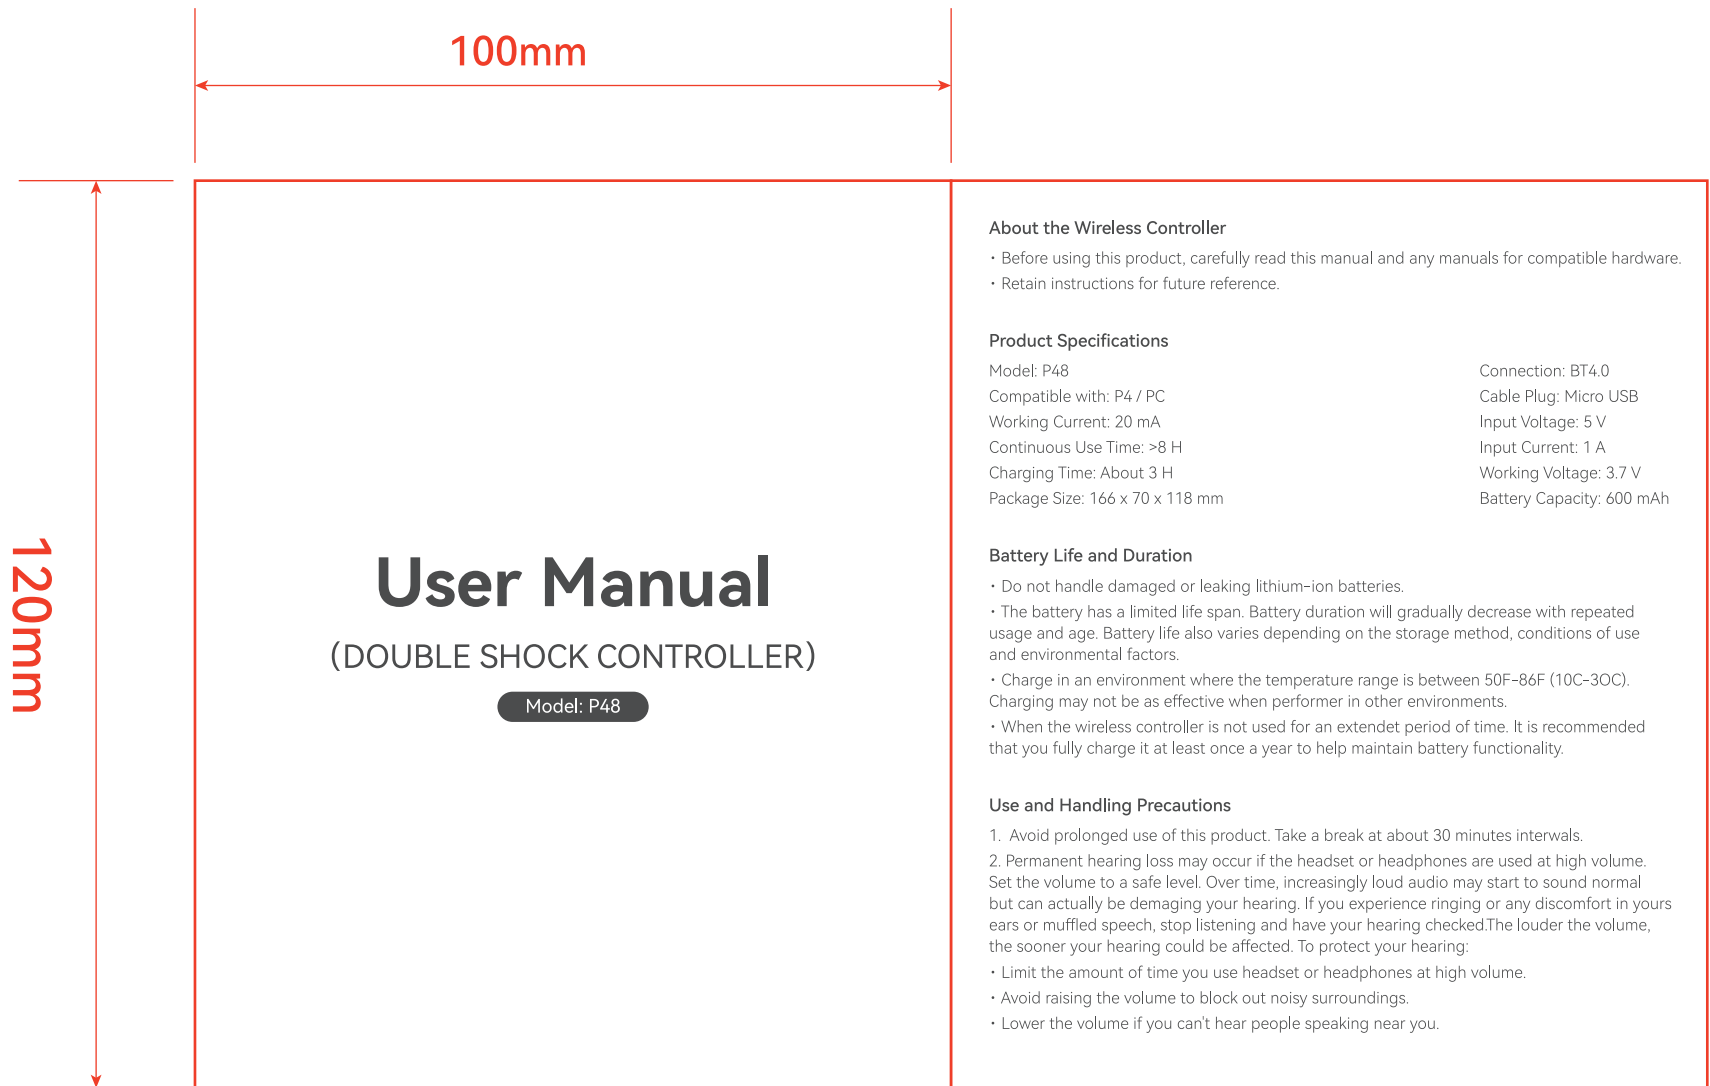 100mm
120mm
User Manual
(DOUBLE SHOCK CONTROLLER)
Model: P48
About the Wireless Controller
· Before using this product, carefully read this manual and any manuals for compatible hardware.
· Retain instructions for future reference.
Product Specifications
Model: P48
Compatible with: P4 / PC
Working Current: 20 mA
Continuous Use Time: >8 H
Charging Time: About 3 H
Package Size: 166 x 70 x 118 mm
Connection: BT4.0
Cable Plug: Micro USB
Input Voltage: 5 V
Input Current: 1 A
Working Voltage: 3.7 V
Battery Capacity: 600 mAh
Battery Life and Duration
· Do not handle damaged or leaking lithium-ion batteries.
· The battery has a limited life span. Battery duration will gradually decrease with repeated
usage and age. Battery life also varies depending on the storage method, conditions of use
and environmental factors.
· Charge in an environment where the temperature range is between 50F-86F (10C-3OC).
Charging may not be as effective when performer in other environments.
· When the wireless controller is not used for an extendet period of time. It is recommended
that you fully charge it at least once a year to help maintain battery functionality.
Use and Handling Precautions
1. Avoid prolonged use of this product. Take a break at about 30 minutes interwals.
2. Permanent hearing loss may occur if the headset or headphones are used at high volume.
Set the volume to a safe level. Over time, increasingly loud audio may start to sound normal
but can actually be demaging your hearing. If you experience ringing or any discomfort in yours
ears or muffled speech, stop listening and have your hearing checked.The louder the volume,
the sooner your hearing could be affected. To protect your hearing:
· Limit the amount of time you use headset or headphones at high volume.
· Avoid raising the volume to block out noisy surroundings.
· Lower the volume if you can't hear people speaking near you.